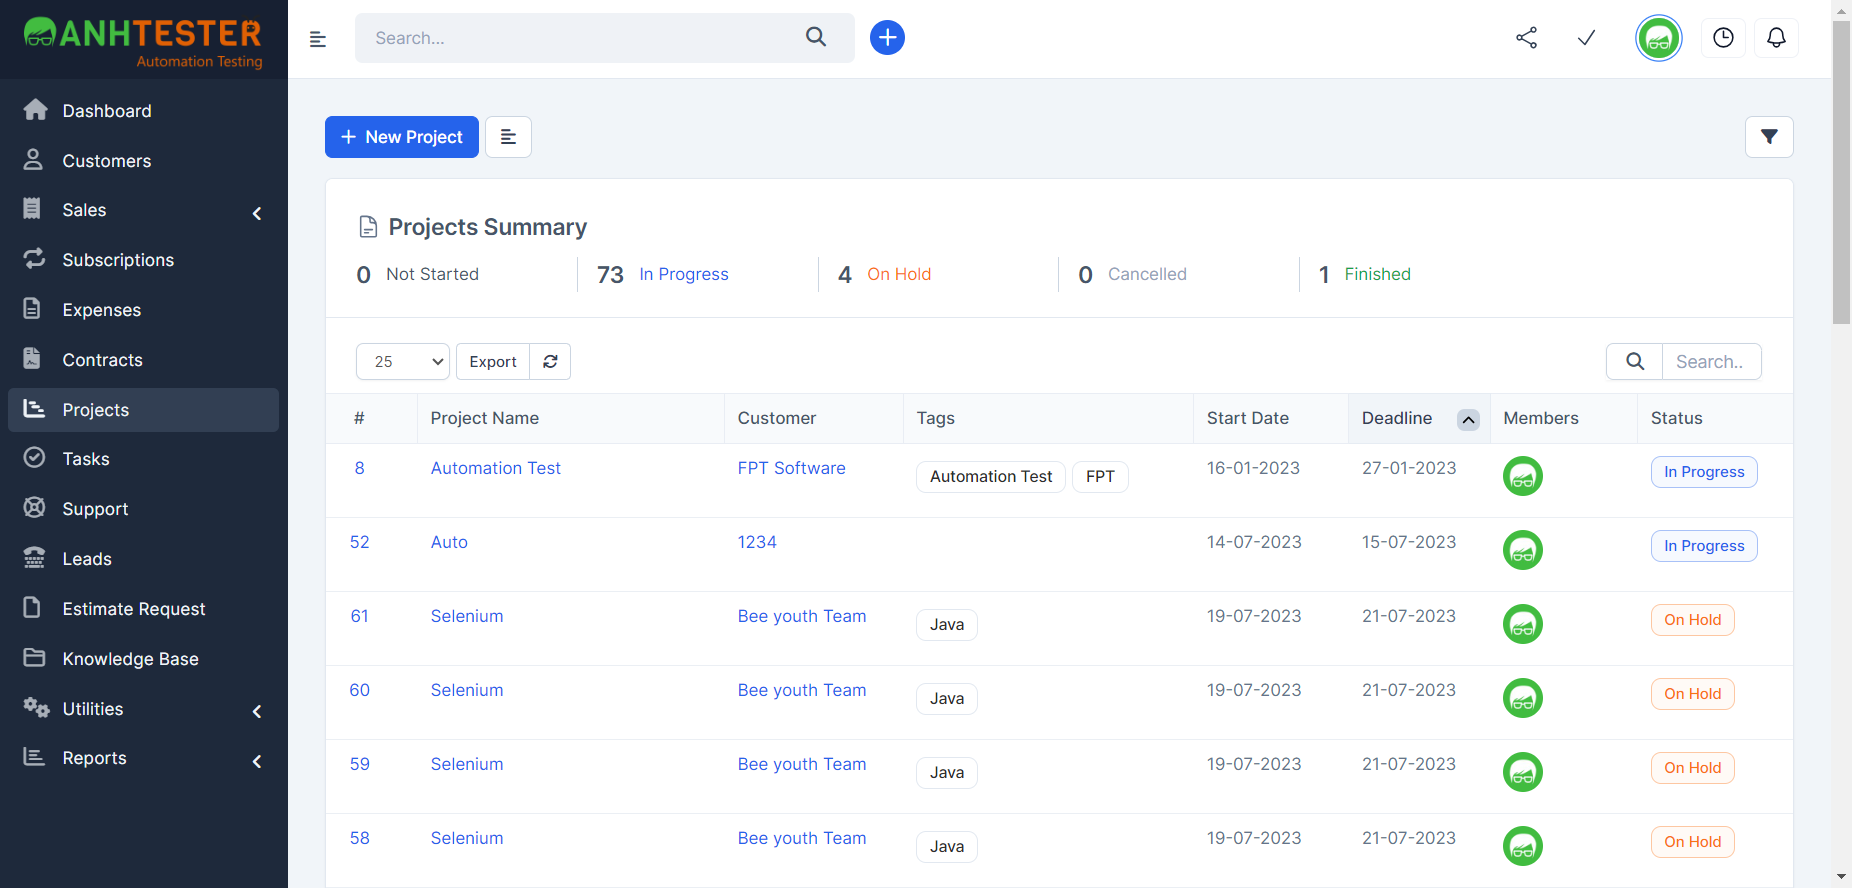 ANHTESTER
Automation Testing
Search...
Dashboard
Customers
Sales
Subscriptions
Expenses
Contracts
Projects
Tasks
Support
Leads
Estimate Request
Knowledge Base
Utilities
Reports
New Project
Projects Summary
0 Not Started 73 In Progress 4 On Hold 0 Cancelled 1 Finished
25 Export Search..
# Project Name Customer Tags Start Date Deadline Members Status
8 Automation Test FPT Software Automation Test FPT 16-01-2023 27-01-2023 In Progress
52 Auto 1234 14-07-2023 15-07-2023 In Progress
61 Selenium Bee youth Team Java 19-07-2023 21-07-2023 On Hold
60 Selenium Bee youth Team Java 19-07-2023 21-07-2023 On Hold
59 Selenium Bee youth Team Java 19-07-2023 21-07-2023 On Hold
58 Selenium Bee youth Team Java 19-07-2023 21-07-2023 On Hold